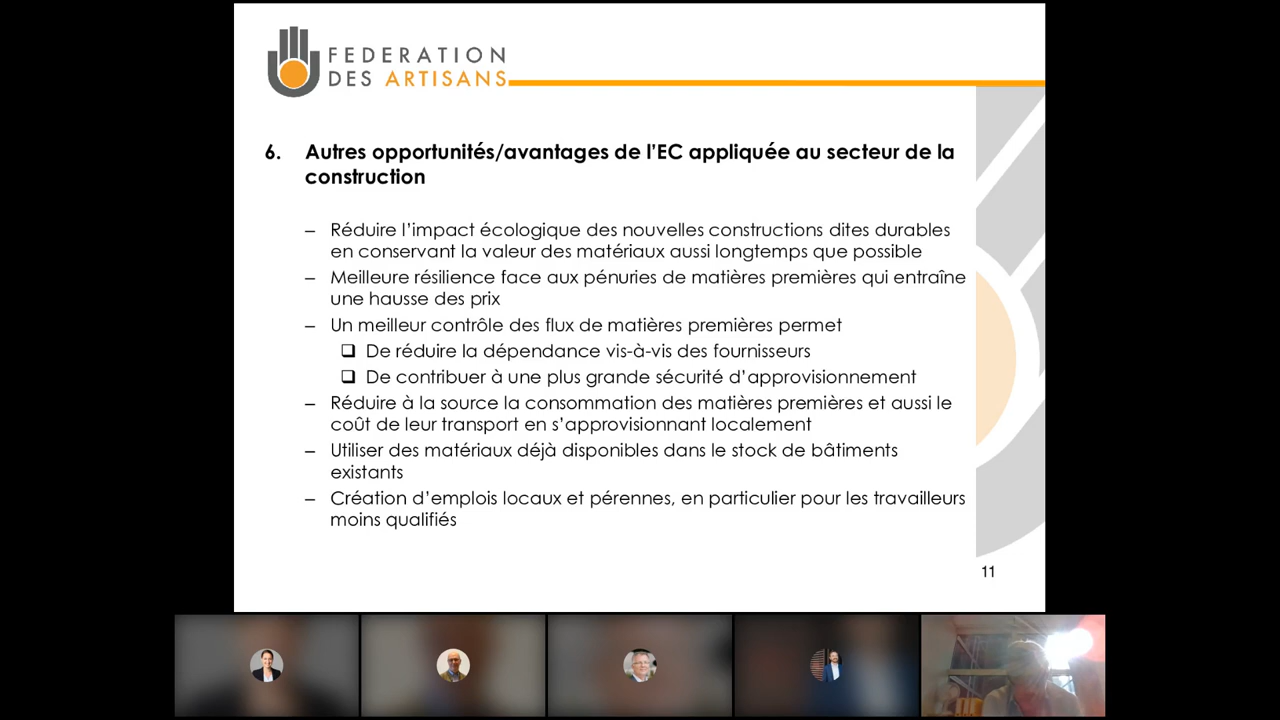 FEDERATION
DES ARTISANS
6. Autres opportunités/avantages de l'EC appliquée au secteur de la
construction
– Réduire l'impact écologique des nouvelles constructions dites durables
en conservant la valeur des matériaux aussi longtemps que possible
– Meilleure résilience face aux pénuries de matières premières qui entraîne
une hausse des prix
– Un meilleur contrôle des flux de matières premières permet
❑ De réduire la dépendance vis-à-vis des fournisseurs
❑ De contribuer à une plus grande sécurité d'approvisionnement
– Réduire à la source la consommation des matières premières et aussi le
coût de leur transport en s'approvisionnant localement
– Utiliser des matériaux déjà disponibles dans le stock de bâtiments
existants
– Création d'emplois locaux et pérennes, en particulier pour les travailleurs
moins qualifiés
11